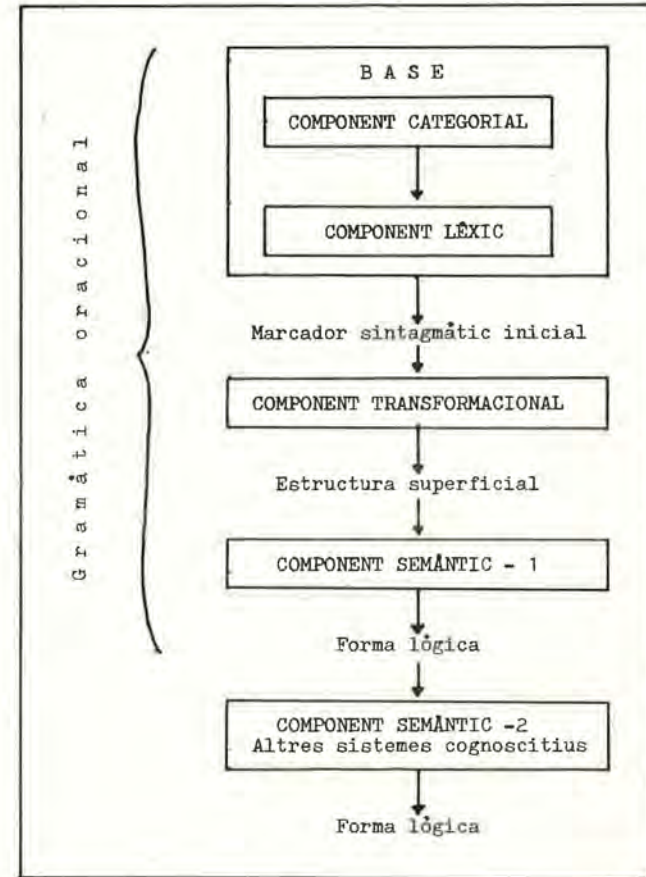 Gramàtica oracional
B A S E
COMPONENT CATEGORIAL
COMPONENT LÈXIC
Marcador sintagmàtic inicial
COMPONENT TRANSFORMACIONAL
Estructura superficial
COMPONENT SEMÀNTIC - 1
Forma lògica
COMPONENT SEMÀNTIC -2
Altres sistemes cognoscitius
Forma lògica